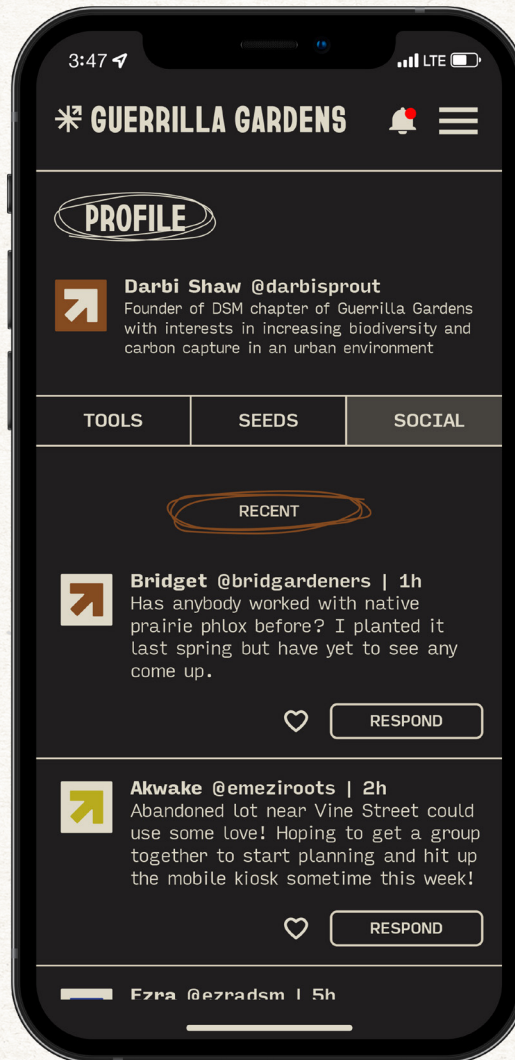 3:47 LTE
GUERRILLA GARDENS
PROFILE
Darbi Shaw @darbisprout
Founder of DSM chapter of Guerrilla Gardens
with interests in increasing biodiversity and
carbon capture in an urban environment
TOOLS SEEDS SOCIAL
RECENT
Bridget @bridgardeners | 1h
Has anybody worked with native
prairie phlox before? I planted it
last spring but have yet to see any
come up.
RESPOND
Akwake @emeziroots | 2h
Abandoned lot near Vine Street could
use some love! Hoping to get a group
together to start planning and hit up
the mobile kiosk sometime this week!
RESPOND
Ezra @ezradsm | 5h